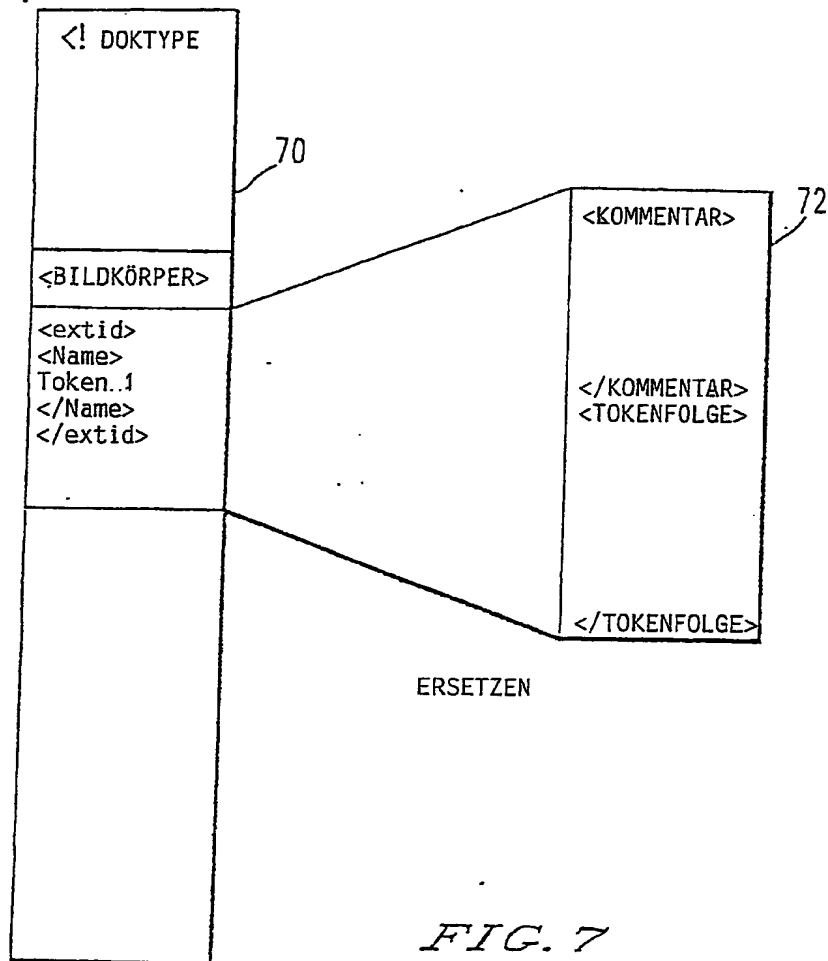 <! DOKTYPE
70
<BILDKÖRPER>
<extid>
<Name>
Token..1
</Name>
</extid>
72
<KOMMENTAR>
</KOMMENTAR>
<TOKENFOLGE>
</TOKENFOLGE>
ERSETZEN
FIG. 7